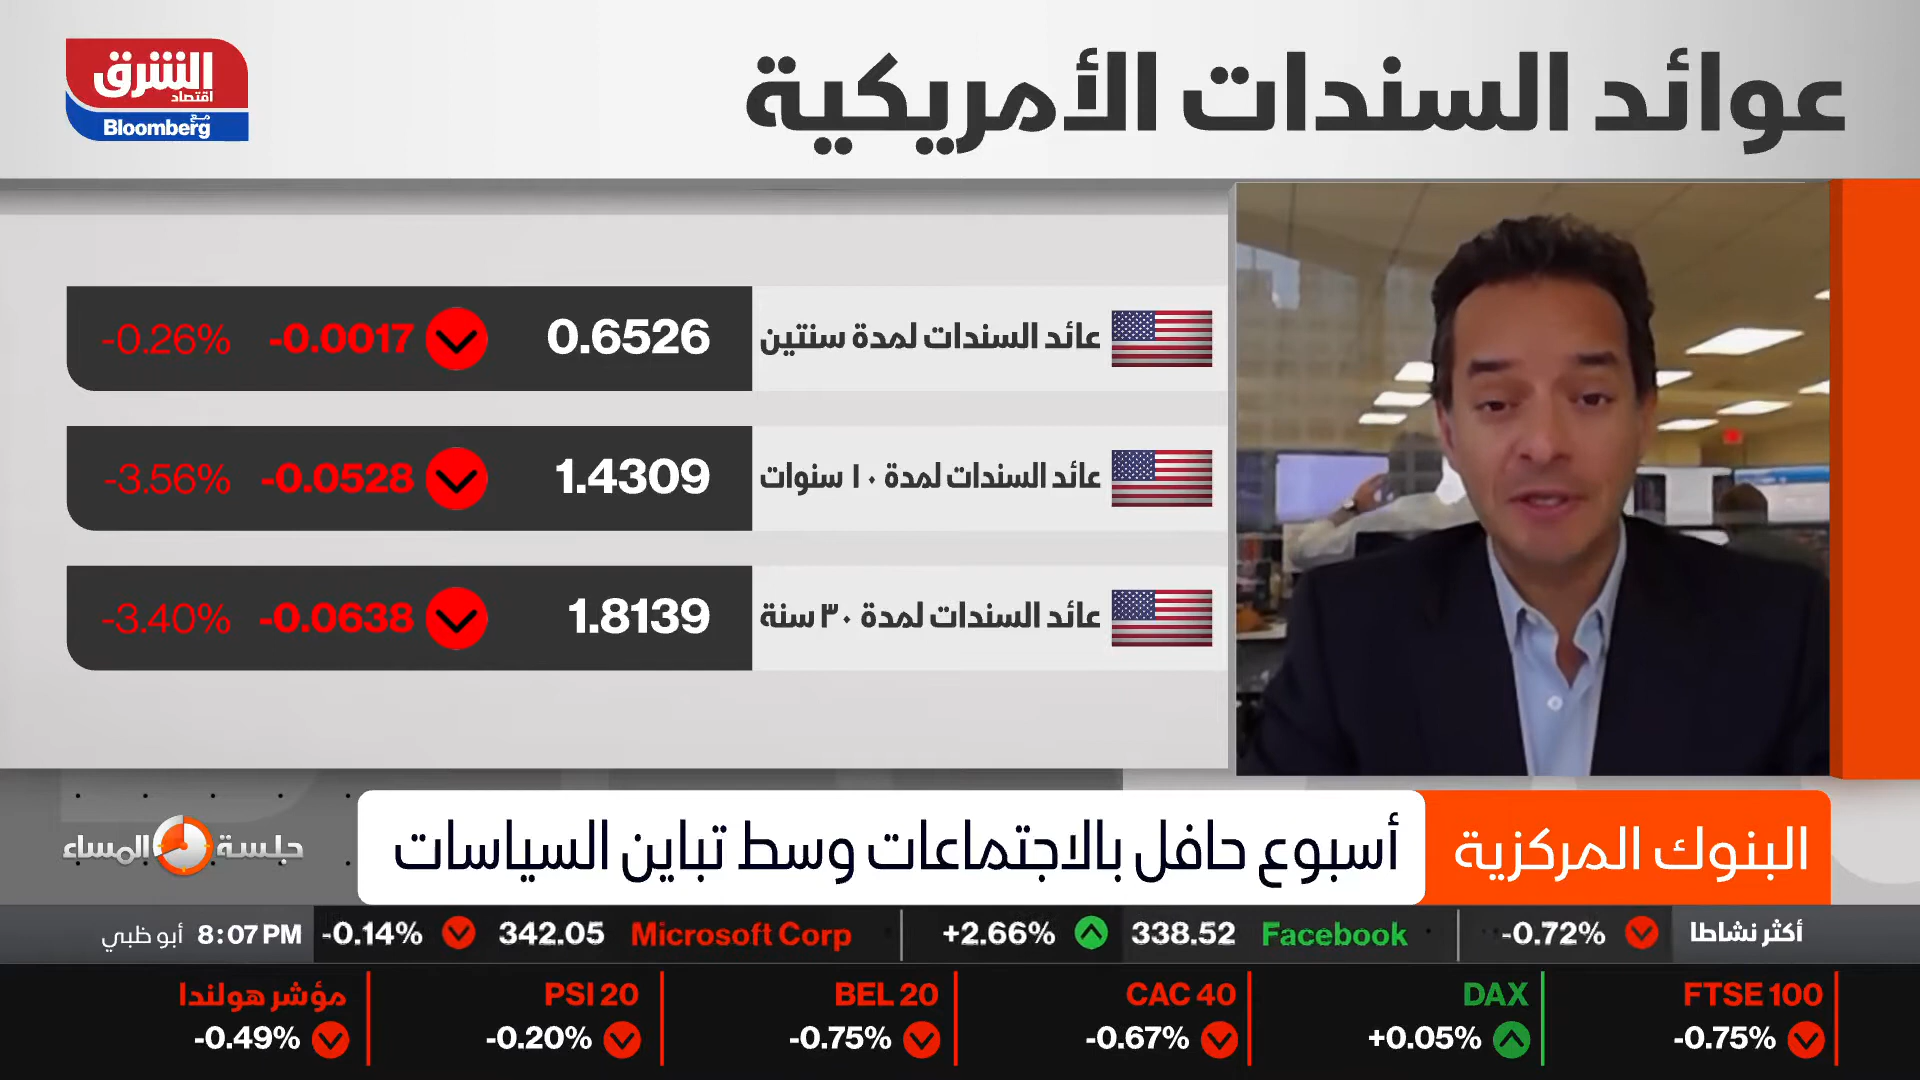 عوائد السندات الأمريكية
الشرق
اقتصاد
مع
Bloomberg
عائد السندات لمدة سنتين 0.6526 -0.0017 -0.26%
عائد السندات لمدة ١٠ سنوات 1.4309 -0.0528 -3.56%
عائد السندات لمدة ٣٠ سنة 1.8139 -0.0638 -3.40%
البنوك المركزية أسبوع حافل بالاجتماعات وسط تباين السياسات
جلسة المساء
أكثر نشاطا -0.72% Facebook 338.52 +2.66% Microsoft Corp 342.05 -0.14% 8:07 PM أبو ظبي
FTSE 100 DAX CAC 40 BEL 20 PSI 20 مؤشر هولندا
-0.75% +0.05% -0.67% -0.75% -0.20% -0.49%